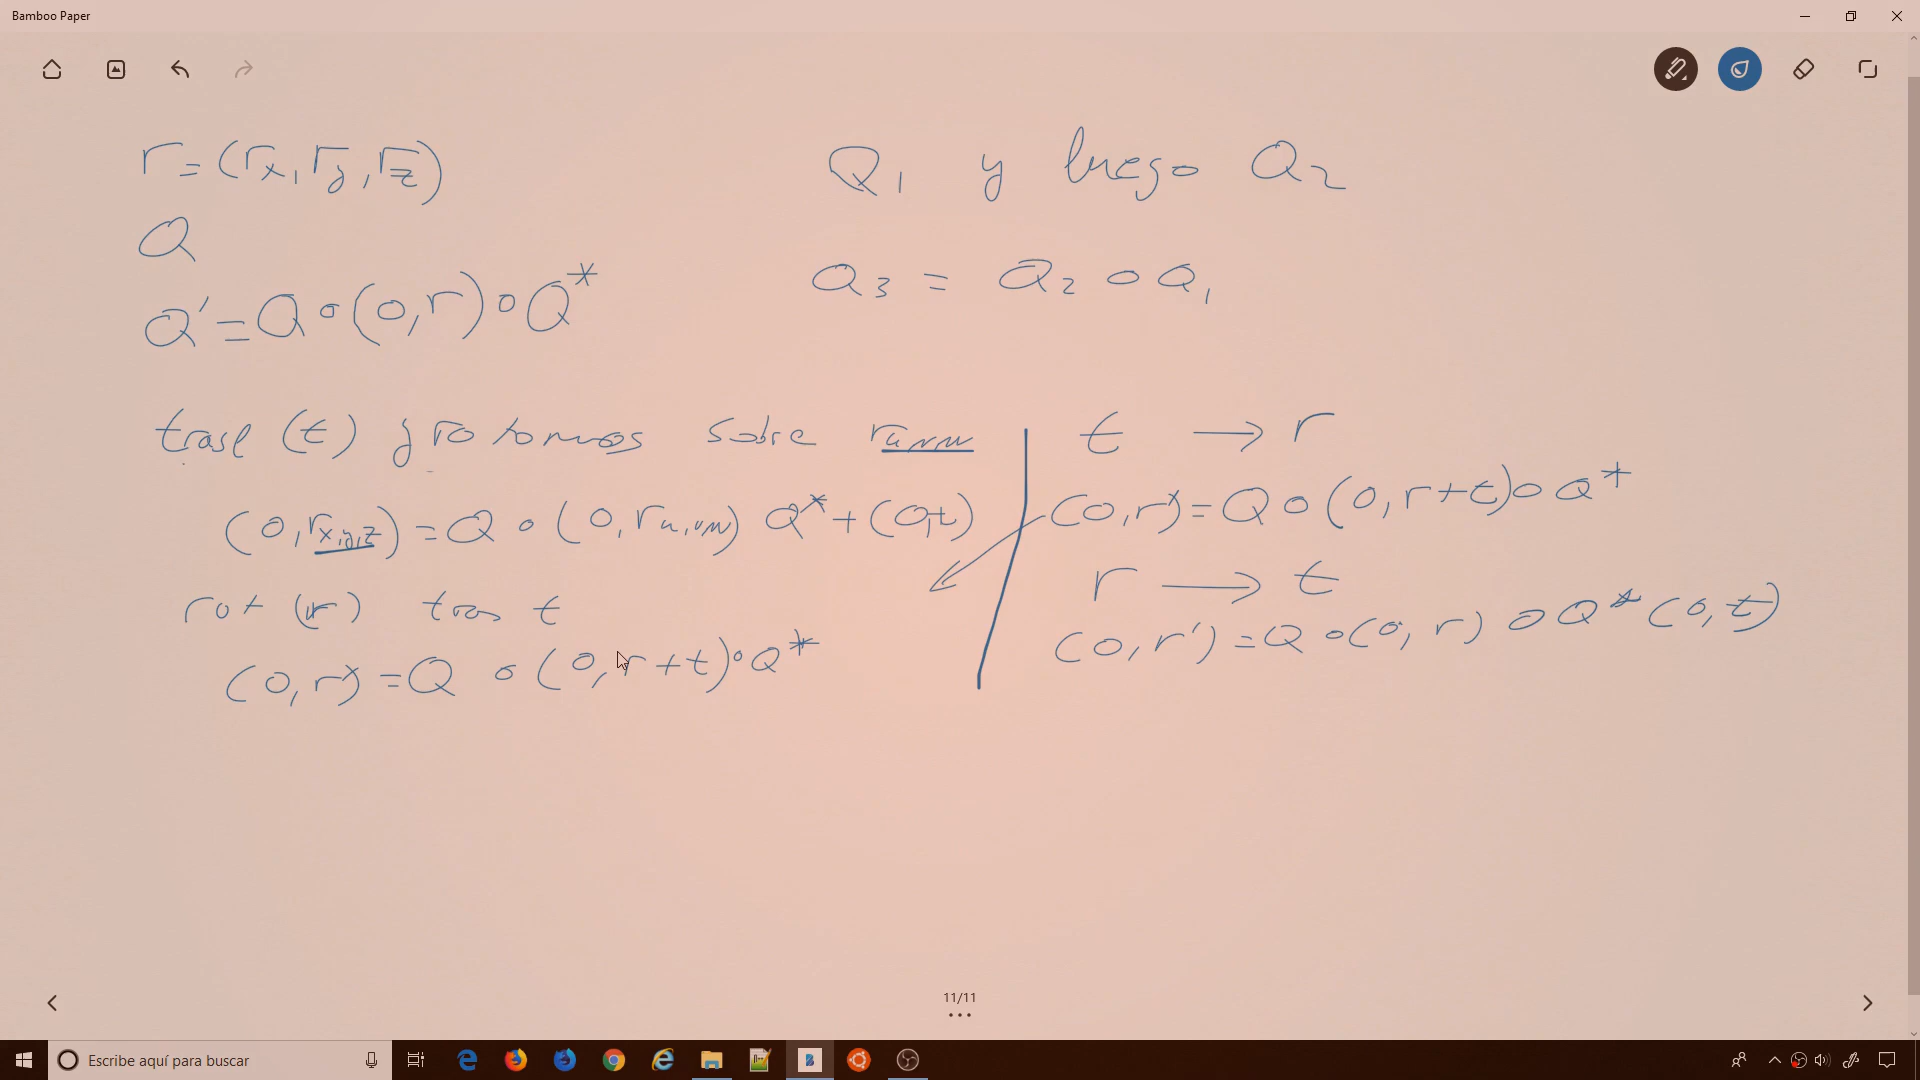 Bamboo Paper
r = (rx, ry, rz)
Q
Q' = Q ∘ (0, r) ∘ Q*
Q1 y luego Q2
Q3 = Q2 ∘ Q1
trasl (t) y rotamos sobre
(0, rx,y,z) = Q ∘ (0, ru,v,w) Q* + (0,t)
rot (r) tras t
(0, r') = Q ∘ (0, r + t) ∘ Q*
t → r
(0, r') = Q ∘ (0, r + t) ∘ Q*
r → t
(0, r') = Q ∘ (0, r) ∘ Q* (0, t)
11/11
Escribe aquí para buscar